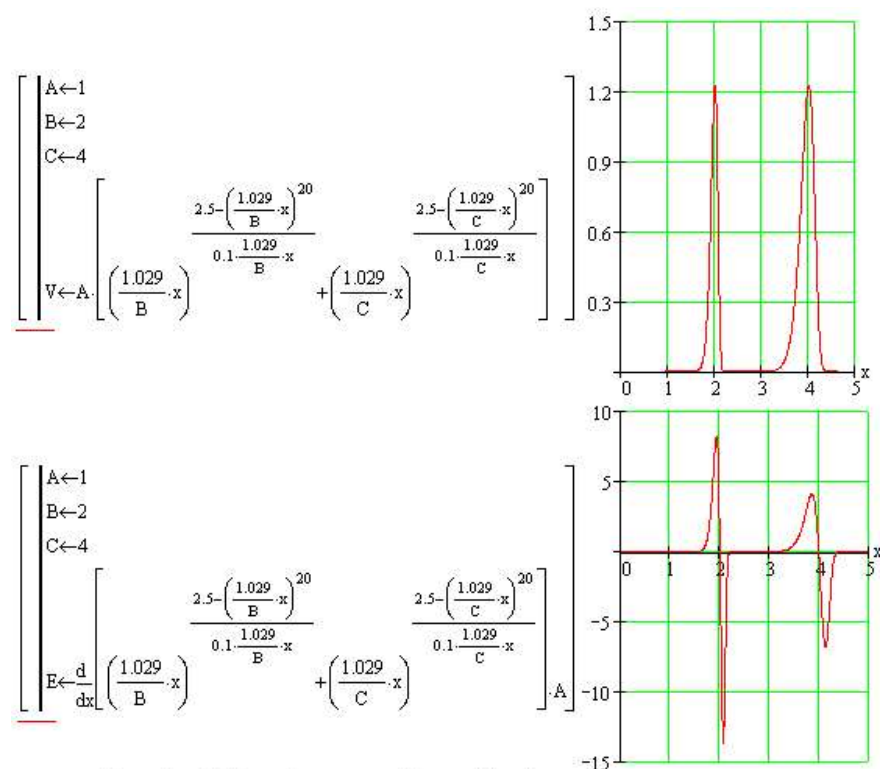 A←1
B←2
C←4
V←A·[(1.029/B·x)^((2.5-(1.029/B·x)^20)/(0.1·1.029/B·x))+(1.029/C·x)^((2.5-(1.029/C·x)^20)/(0.1·1.029/C·x))]
1.5
1.2
0.9
0.6
0.3
0 1 2 3 4 5 x
A←1
B←2
C←4
E←d/dx[(1.029/B·x)^((2.5-(1.029/B·x)^20)/(0.1·1.029/B·x))+(1.029/C·x)^((2.5-(1.029/C·x)^20)/(0.1·1.029/C·x))]·A
10
5
x
0 1 2 3 4 5
-5
-10
-15